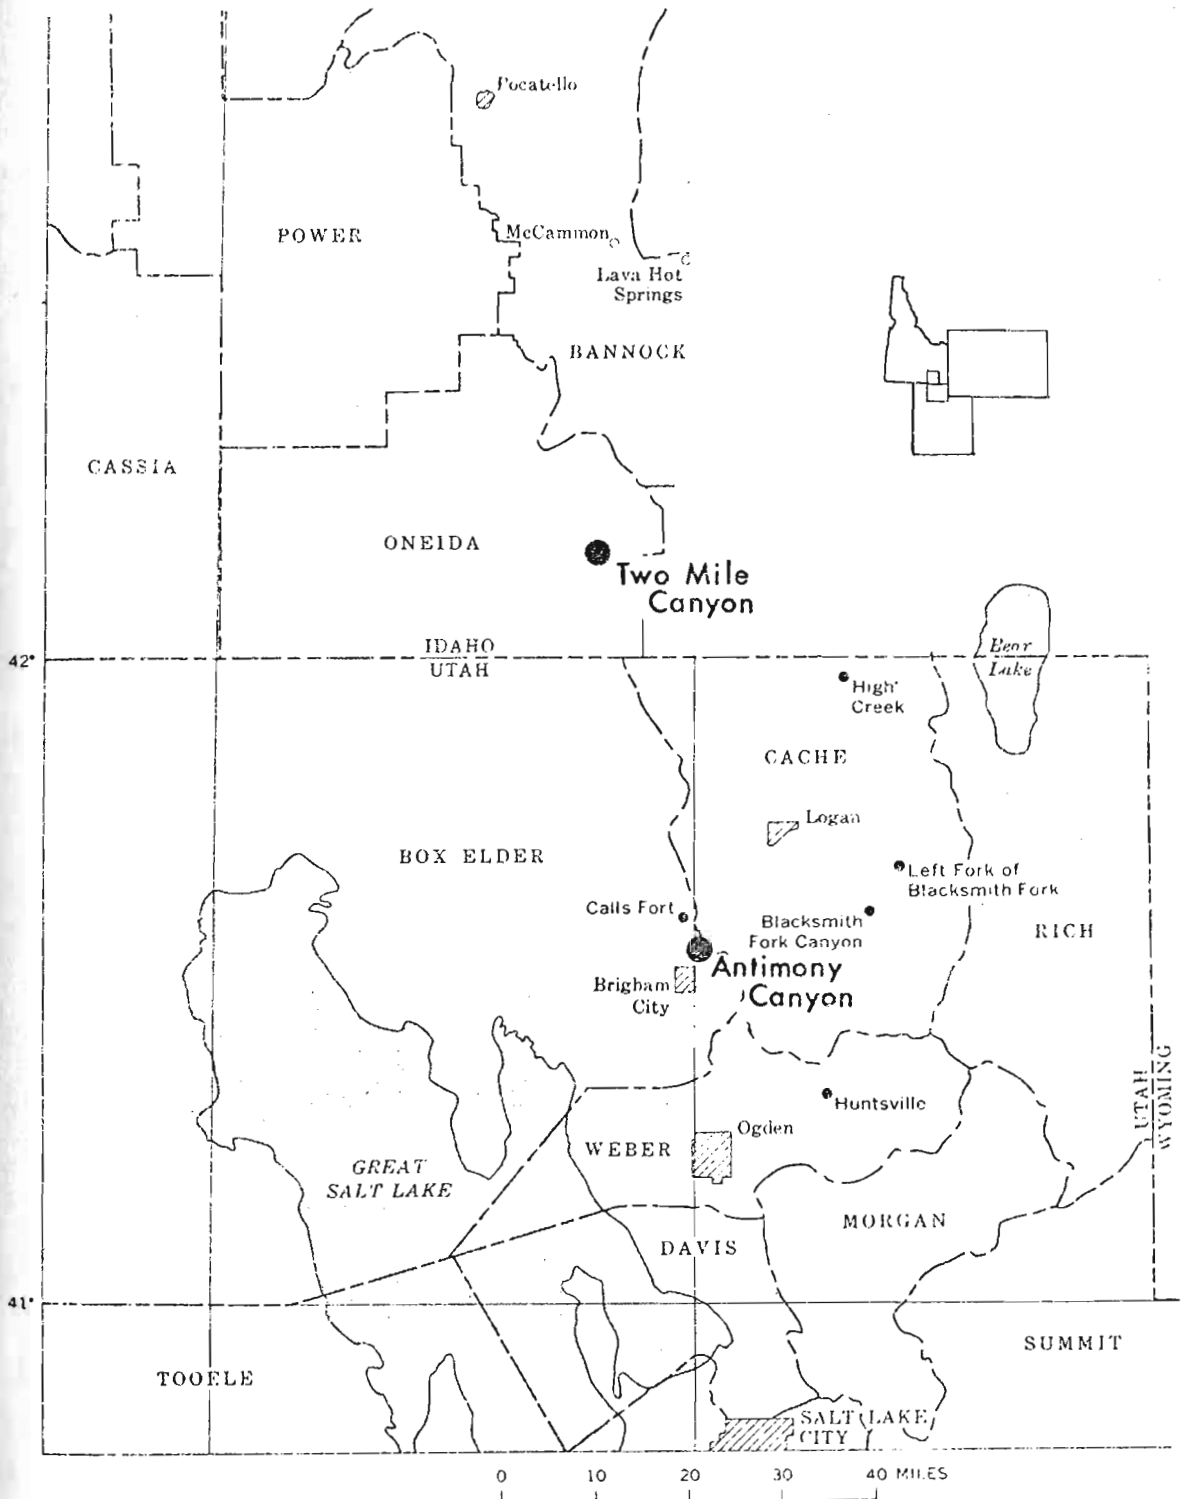 Pocatello
POWER
McCammon
Lava Hot
Springs
BANNOCK
CASSIA
ONEIDA
Two Mile
Canyon
IDAHO
42°
UTAH
Bear
Lake
High
Creek
CACHE
Logan
BOX ELDER
Left Fork of
Blacksmith Fork
Calls Fort
Blacksmith
Fork Canyon
RICH
Antimony
Canyon
Brigham
City
UTAH
WYOMING
Huntsville
Ogden
WEBER
GREAT
SALT LAKE
MORGAN
DAVIS
41°
SUMMIT
TOOELE
SALT LAKE
CITY
0 10 20 30 40 MILES